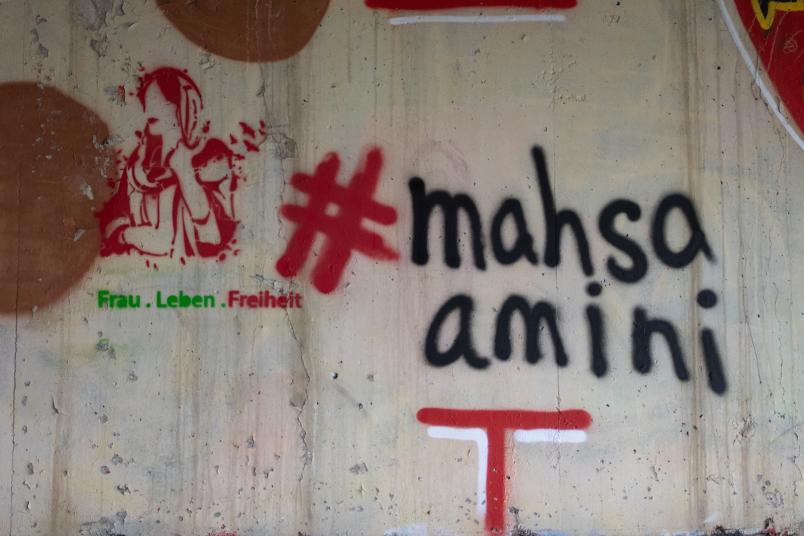 #mahsa
amini
Frau . Leben . Freiheit
T